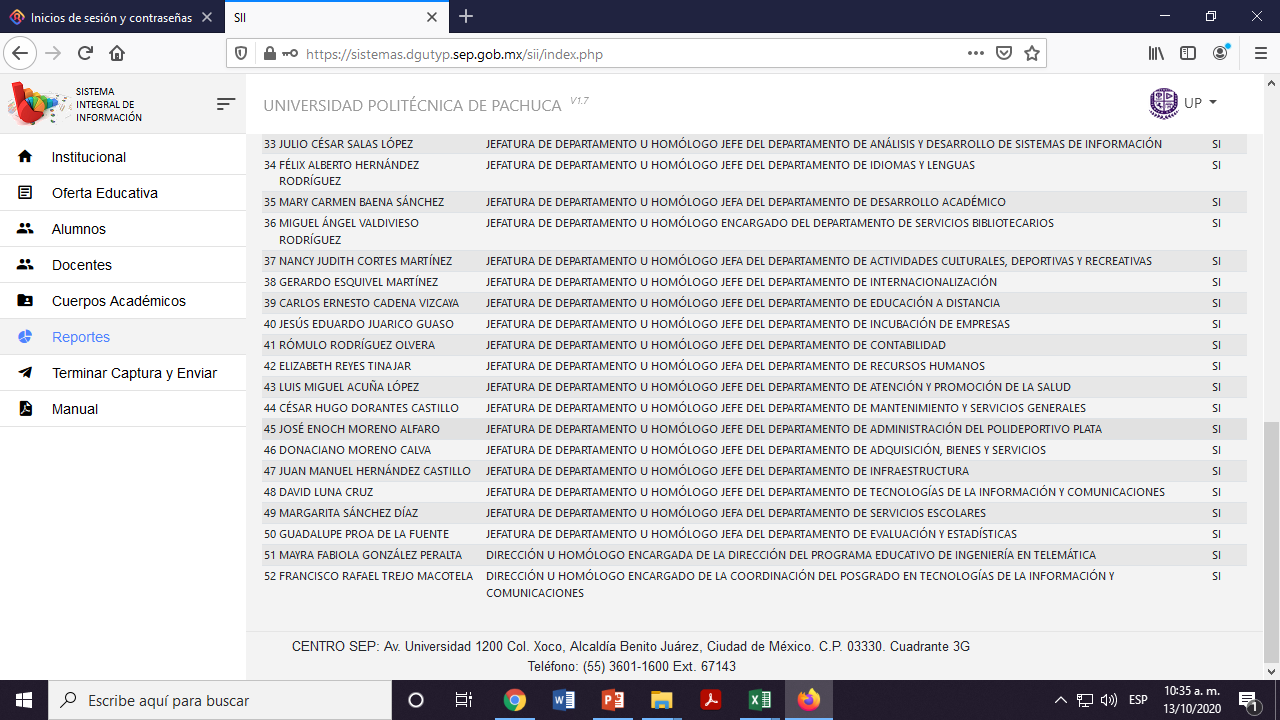 Inicios de sesión y contraseñas
SII
https://sistemas.dgutyp.sep.gob.mx/sii/index.php
SISTEMA
INTEGRAL DE
INFORMACIÓN
UNIVERSIDAD POLITÉCNICA DE PACHUCA V1.7
UP
Institucional
Oferta Educativa
Alumnos
Docentes
Cuerpos Académicos
Reportes
Terminar Captura y Enviar
Manual
33 JULIO CÉSAR SALAS LÓPEZ JEFATURA DE DEPARTAMENTO U HOMÓLOGO JEFE DEL DEPARTAMENTO DE ANÁLISIS Y DESARROLLO DE SISTEMAS DE INFORMACIÓN SI
34 FÉLIX ALBERTO HERNÁNDEZ JEFATURA DE DEPARTAMENTO U HOMÓLOGO JEFE DEL DEPARTAMENTO DE IDIOMAS Y LENGUAS SI
RODRÍGUEZ
35 MARY CARMEN BAENA SÁNCHEZ JEFATURA DE DEPARTAMENTO U HOMÓLOGO JEFA DEL DEPARTAMENTO DE DESARROLLO ACADÉMICO SI
36 MIGUEL ÁNGEL VALDIVIESO JEFATURA DE DEPARTAMENTO U HOMÓLOGO ENCARGADO DEL DEPARTAMENTO DE SERVICIOS BIBLIOTECARIOS SI
RODRÍGUEZ
37 NANCY JUDITH CORTES MARTÍNEZ JEFATURA DE DEPARTAMENTO U HOMÓLOGO JEFA DEL DEPARTAMENTO DE ACTIVIDADES CULTURALES, DEPORTIVAS Y RECREATIVAS SI
38 GERARDO ESQUIVEL MARTÍNEZ JEFATURA DE DEPARTAMENTO U HOMÓLOGO JEFE DEL DEPARTAMENTO DE INTERNACIONALIZACIÓN SI
39 CARLOS ERNESTO CADENA VIZCAYA JEFATURA DE DEPARTAMENTO U HOMÓLOGO JEFE DEL DEPARTAMENTO DE EDUCACIÓN A DISTANCIA SI
40 JESÚS EDUARDO JUARICO GUASO JEFATURA DE DEPARTAMENTO U HOMÓLOGO JEFE DEL DEPARTAMENTO DE INCUBACIÓN DE EMPRESAS SI
41 RÓMULO RODRÍGUEZ OLVERA JEFATURA DE DEPARTAMENTO U HOMÓLOGO JEFE DEL DEPARTAMENTO DE CONTABILIDAD SI
42 ELIZABETH REYES TINAJAR JEFATURA DE DEPARTAMENTO U HOMÓLOGO JEFA DEL DEPARTAMENTO DE RECURSOS HUMANOS SI
43 LUIS MIGUEL ACUÑA LÓPEZ JEFATURA DE DEPARTAMENTO U HOMÓLOGO JEFE DEL DEPARTAMENTO DE ATENCIÓN Y PROMOCIÓN DE LA SALUD SI
44 CÉSAR HUGO DORANTES CASTILLO JEFATURA DE DEPARTAMENTO U HOMÓLOGO JEFE DEL DEPARTAMENTO DE MANTENIMIENTO Y SERVICIOS GENERALES SI
45 JOSÉ ENOCH MORENO ALFARO JEFATURA DE DEPARTAMENTO U HOMÓLOGO JEFE DEL DEPARTAMENTO DE ADMINISTRACIÓN DEL POLIDEPORTIVO PLATA SI
46 DONACIANO MORENO CALVA JEFATURA DE DEPARTAMENTO U HOMÓLOGO JEFE DEL DEPARTAMENTO DE ADQUISICIÓN, BIENES Y SERVICIOS SI
47 JUAN MANUEL HERNÁNDEZ CASTILLO JEFATURA DE DEPARTAMENTO U HOMÓLOGO JEFE DEL DEPARTAMENTO DE INFRAESTRUCTURA SI
48 DAVID LUNA CRUZ JEFATURA DE DEPARTAMENTO U HOMÓLOGO JEFE DEL DEPARTAMENTO DE TECNOLOGÍAS DE LA INFORMACIÓN Y COMUNICACIONES SI
49 MARGARITA SÁNCHEZ DÍAZ JEFATURA DE DEPARTAMENTO U HOMÓLOGO JEFA DEL DEPARTAMENTO DE SERVICIOS ESCOLARES SI
50 GUADALUPE PROA DE LA FUENTE JEFATURA DE DEPARTAMENTO U HOMÓLOGO JEFA DEL DEPARTAMENTO DE EVALUACIÓN Y ESTADÍSTICAS SI
51 MAYRA FABIOLA GONZÁLEZ PERALTA DIRECCIÓN U HOMÓLOGO ENCARGADA DE LA DIRECCIÓN DEL PROGRAMA EDUCATIVO DE INGENIERÍA EN TELEMÁTICA SI
52 FRANCISCO RAFAEL TREJO MACOTELA DIRECCIÓN U HOMÓLOGO ENCARGADO DE LA COORDINACIÓN DEL POSGRADO EN TECNOLOGÍAS DE LA INFORMACIÓN Y SI
COMUNICACIONES
CENTRO SEP: Av. Universidad 1200 Col. Xoco, Alcaldía Benito Juárez, Ciudad de México. C.P. 03330. Cuadrante 3G
Teléfono: (55) 3601-1600 Ext. 67143
Escribe aquí para buscar
ESP
10:35 a. m.
13/10/2020
1